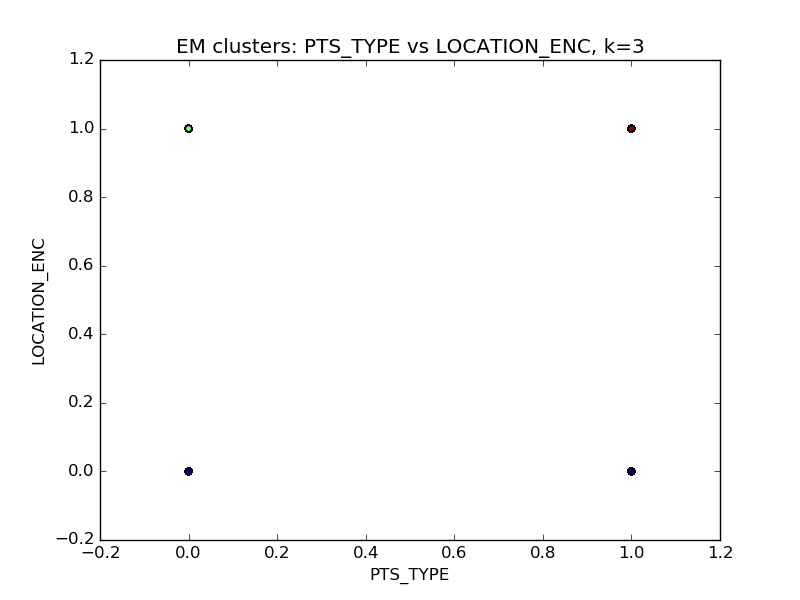 EM clusters: PTS_TYPE vs LOCATION_ENC, k=3
1.2
1.0
0.8
0.6
0.4
0.2
0.0
−0.2
LOCATION_ENC
−0.2 0.0 0.2 0.4 0.6 0.8 1.0 1.2
PTS_TYPE